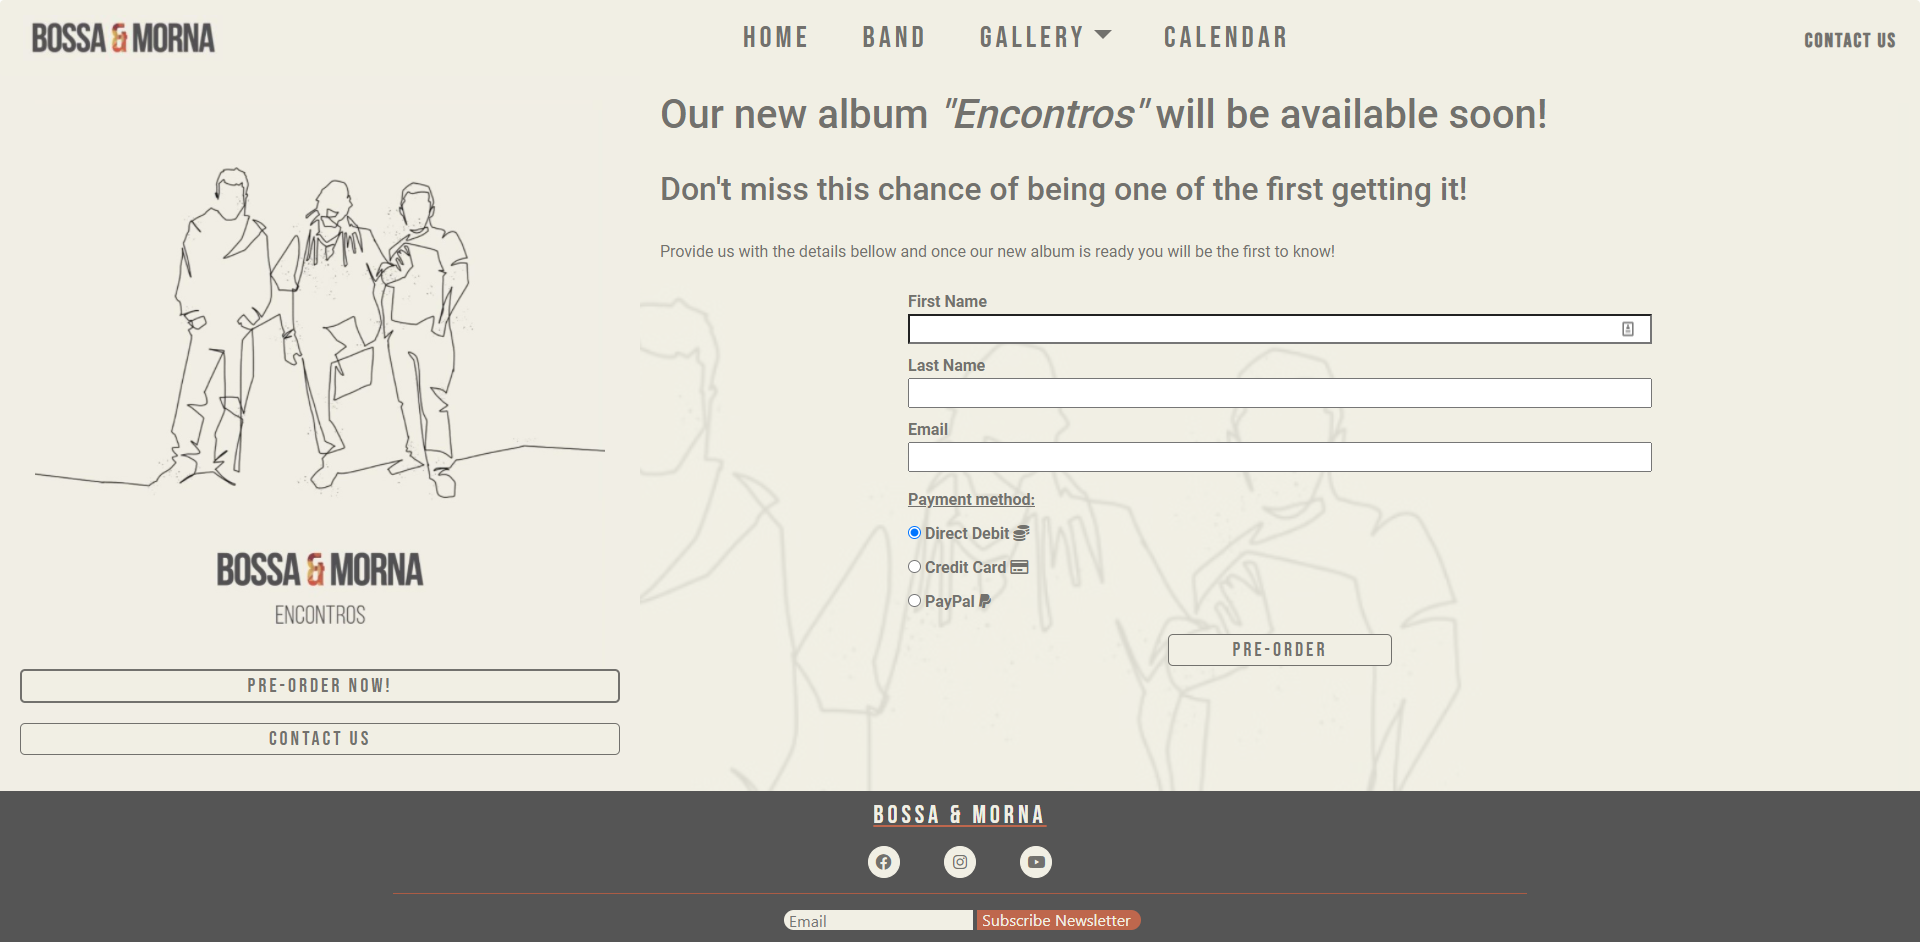 BOSSA & MORNA
HOME BAND GALLERY CALENDAR
CONTACT US
Our new album "Encontros" will be available soon!
Don't miss this chance of being one of the first getting it!
Provide us with the details bellow and once our new album is ready you will be the first to know!
First Name
Last Name
Email
Payment method:
Direct Debit
Credit Card
PayPal
PRE-ORDER
BOSSA & MORNA
ENCONTROS
PRE-ORDER NOW!
CONTACT US
BOSSA & MORNA
Email
Subscribe Newsletter